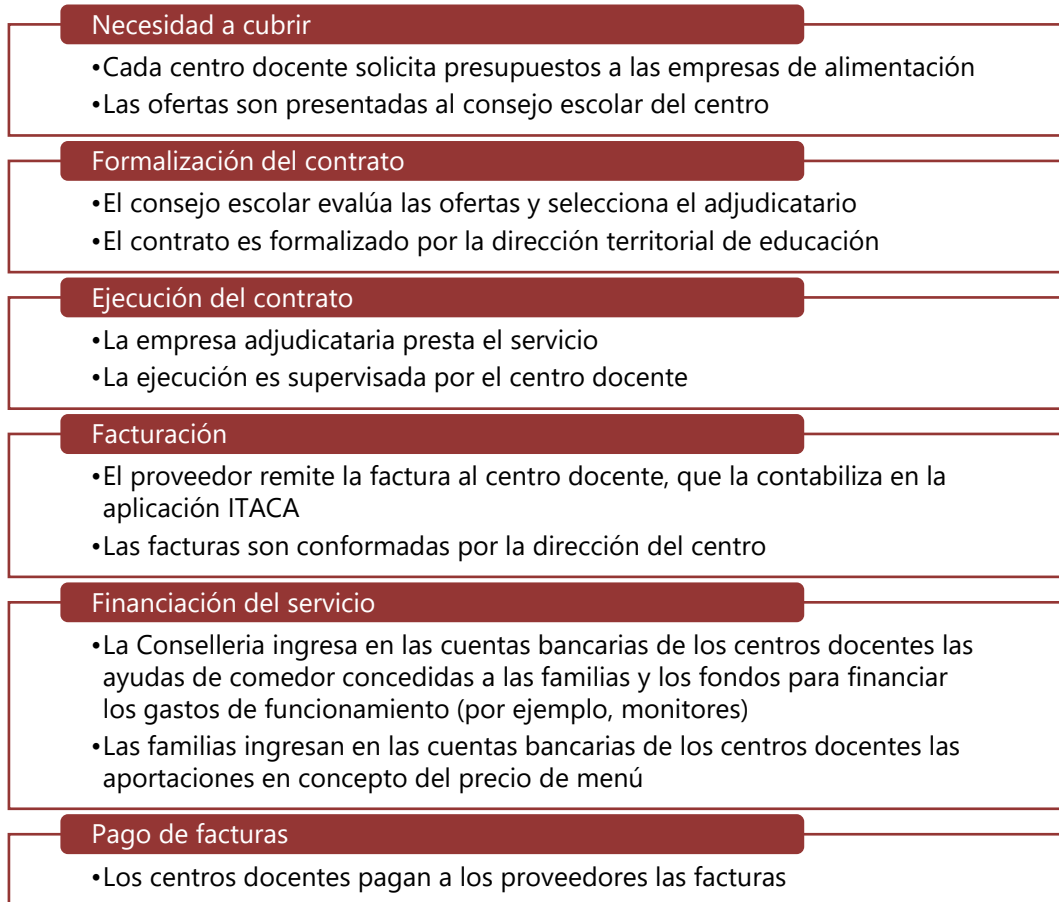 Necesidad a cubrir
•Cada centro docente solicita presupuestos a las empresas de alimentación
•Las ofertas son presentadas al consejo escolar del centro
Formalización del contrato
•El consejo escolar evalúa las ofertas y selecciona el adjudicatario
•El contrato es formalizado por la dirección territorial de educación
Ejecución del contrato
•La empresa adjudicataria presta el servicio
•La ejecución es supervisada por el centro docente
Facturación
•El proveedor remite la factura al centro docente, que la contabiliza en la
aplicación ITACA
•Las facturas son conformadas por la dirección del centro
Financiación del servicio
•La Conselleria ingresa en las cuentas bancarias de los centros docentes las
ayudas de comedor concedidas a las familias y los fondos para financiar
los gastos de funcionamiento (por ejemplo, monitores)
•Las familias ingresan en las cuentas bancarias de los centros docentes las
aportaciones en concepto del precio de menú
Pago de facturas
•Los centros docentes pagan a los proveedores las facturas